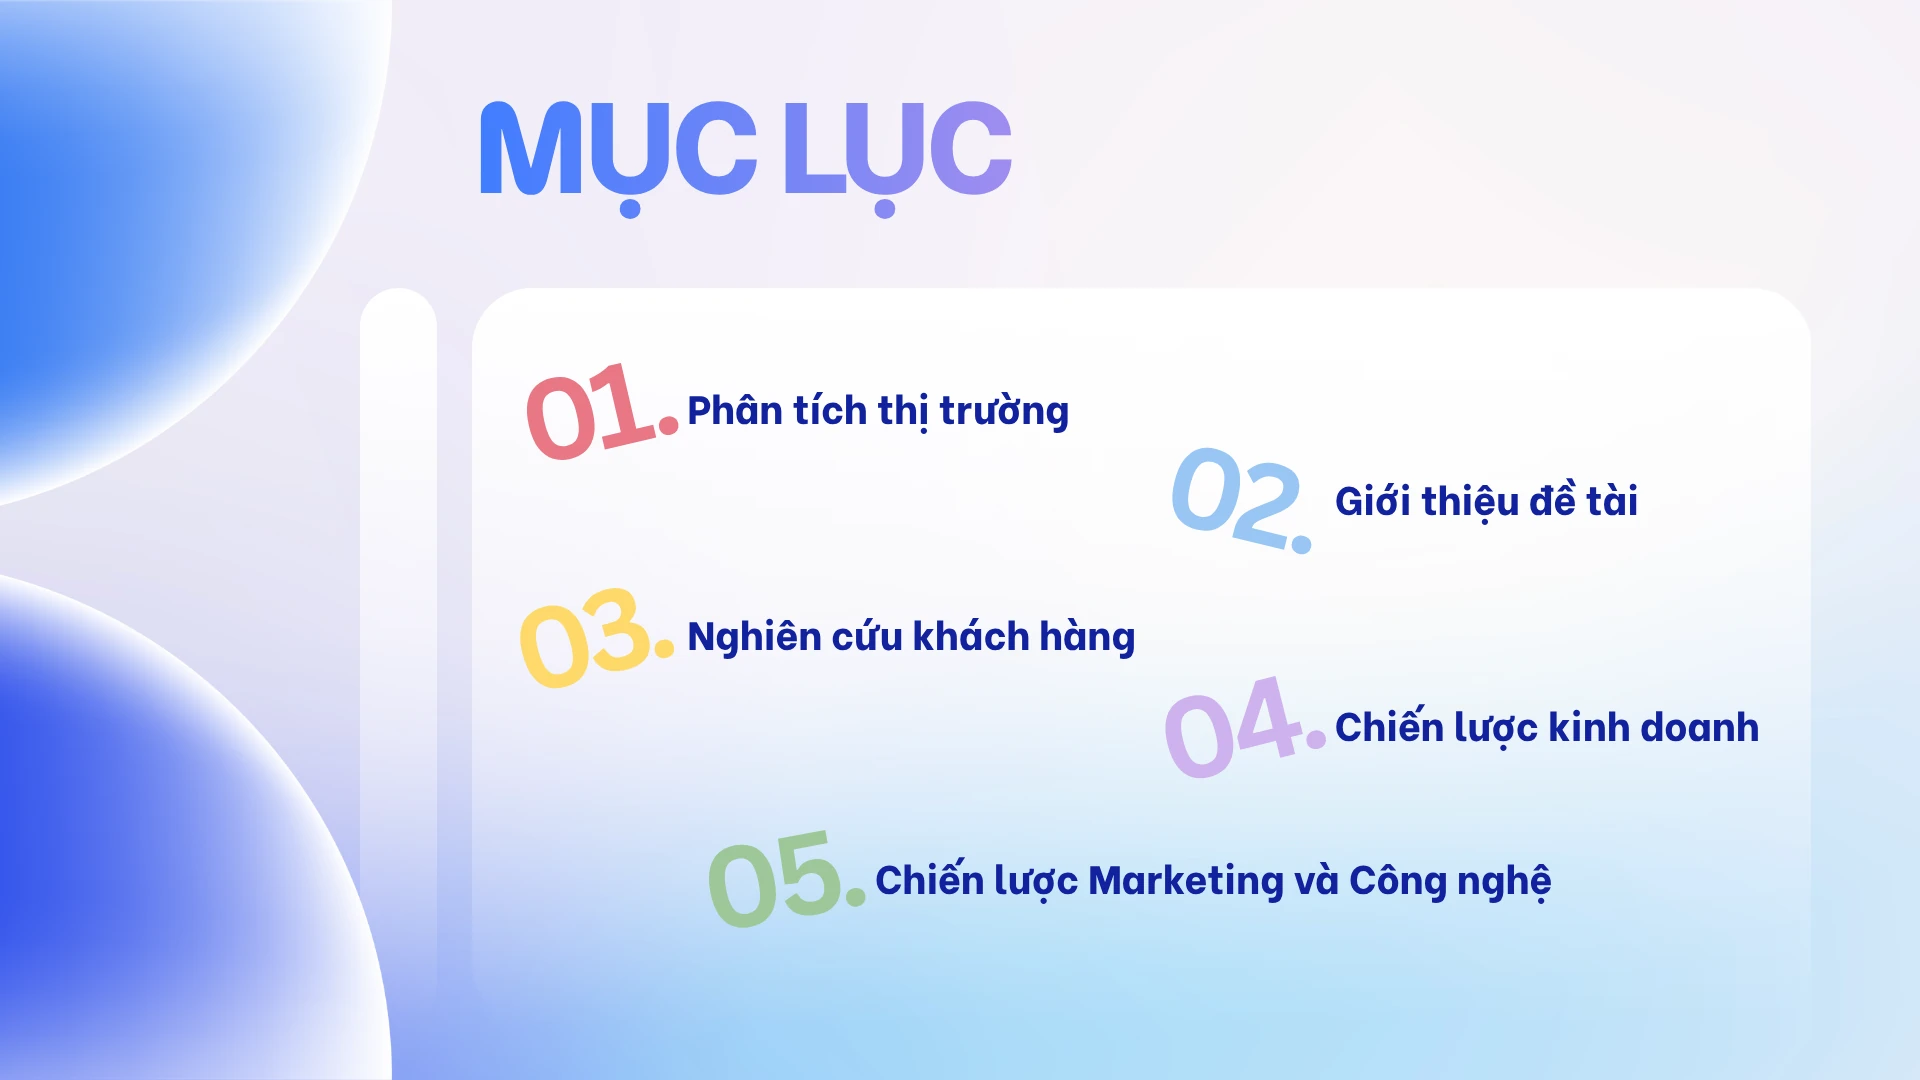 MỤC LỤC
01. Phân tích thị trường
02. Giới thiệu đề tài
03. Nghiên cứu khách hàng
04. Chiến lược kinh doanh
05. Chiến lược Marketing và Công nghệ